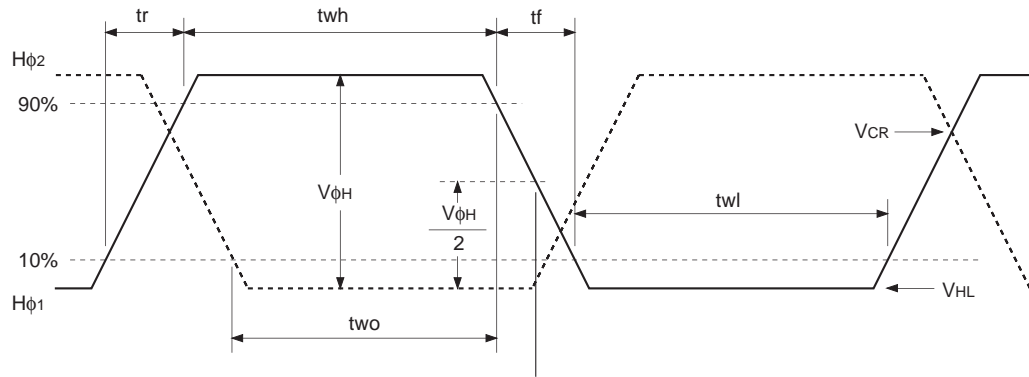 tr
twh
tf
Hϕ2
90%
VCR
VϕH
VϕH
2
twl
10%
Hϕ1
VHL
two